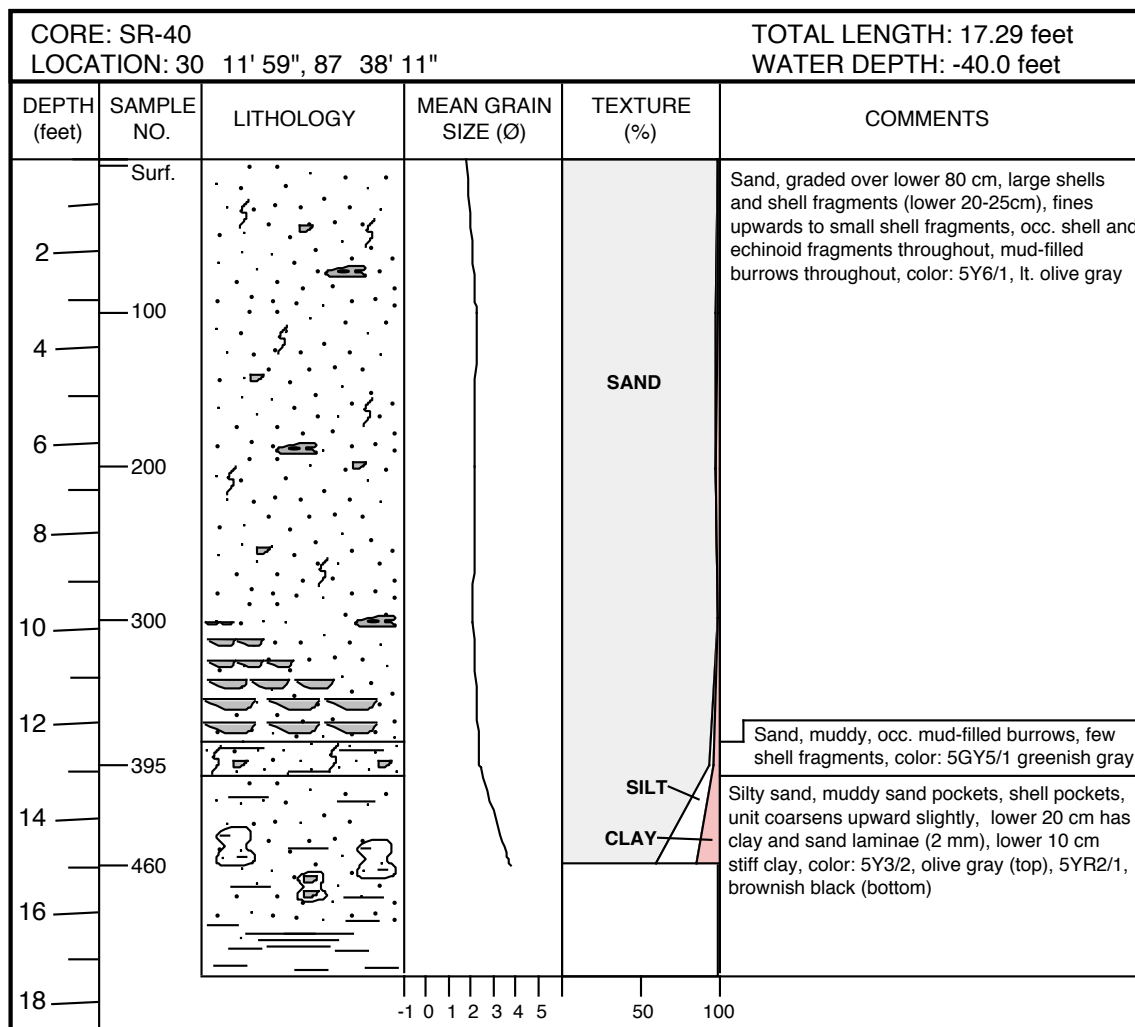 CORE: SR-40
TOTAL LENGTH: 17.29 feet
LOCATION: 30 11' 59", 87 38' 11"
WATER DEPTH: -40.0 feet
DEPTH (feet)
SAMPLE NO.
LITHOLOGY
MEAN GRAIN SIZE (Ø)
TEXTURE (%)
COMMENTS
Surf.
2
100
4
6
200
8
10
300
12
395
14
460
16
18
SAND
SILT
CLAY
Sand, graded over lower 80 cm, large shells
and shell fragments (lower 20-25cm), fines
upwards to small shell fragments, occ. shell and
echinoid fragments throughout, mud-filled
burrows throughout, color: 5Y6/1, lt. olive gray
Sand, muddy, occ. mud-filled burrows, few
shell fragments, color: 5GY5/1 greenish gray
Silty sand, muddy sand pockets, shell pockets,
unit coarsens upward slightly, lower 20 cm has
clay and sand laminae (2 mm), lower 10 cm
stiff clay, color: 5Y3/2, olive gray (top), 5YR2/1,
brownish black (bottom)
-1 0 1 2 3 4 5
50 100